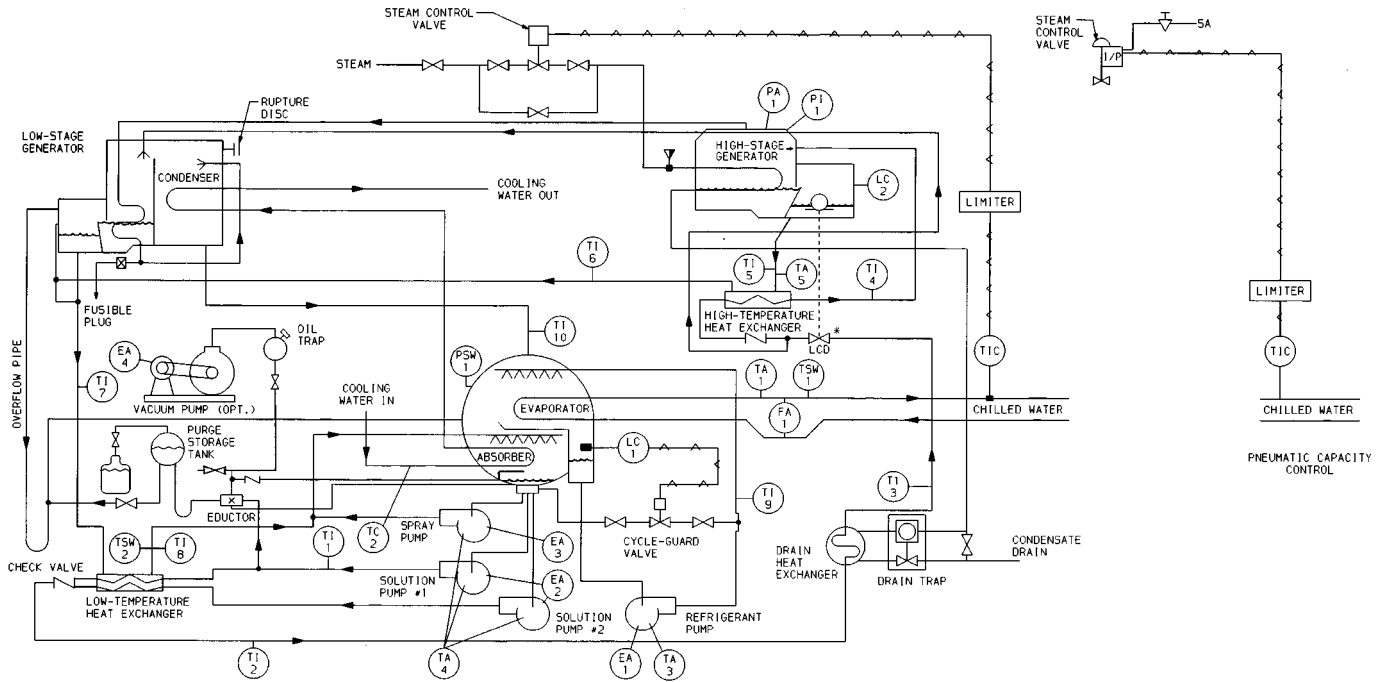 STEAM CONTROL
VALVE
STEAM
CONTROL
VALVE
SA
I/P
STEAM
RUPTURE
DISC
PA
1
PI
1
LOW-STAGE
GENERATOR
HIGH-STAGE
GENERATOR
CONDENSER
LC
2
COOLING
WATER OUT
LIMITER
TI
6
TI
5
TA
5
TI
4
LIMITER
FUSIBLE
PLUG
HIGH-TEMPERATURE
HEAT EXCHANGER
OIL
TRAP
TI
10
*
LCD
EA
4
PSW
1
TIC
TIC
TI
7
TA
1
TSW
1
OVERFLOW PIPE
VACUUM PUMP (OPT.)
COOLING
WATER IN
EVAPORATOR
FA
1
CHILLED WATER
CHILLED WATER
PURGE
STORAGE
TANK
ABSORBER
LC
1
PNEUMATIC CAPACITY
CONTROL
TI
9
TI
3
EDUCTOR
TC
2
SPRAY
PUMP
EA
3
CYCLE-GUARD
VALVE
TSW
2
TI
8
TI
1
CHECK VALVE
DRAIN
HEAT
EXCHANGER
DRAIN TRAP
CONDENSATE
DRAIN
LOW-TEMPERATURE
HEAT EXCHANGER
SOLUTION
PUMP #1
EA
2
SOLUTION
PUMP #2
REFRIGERANT
PUMP
TI
2
TA
4
EA
1
TA
3